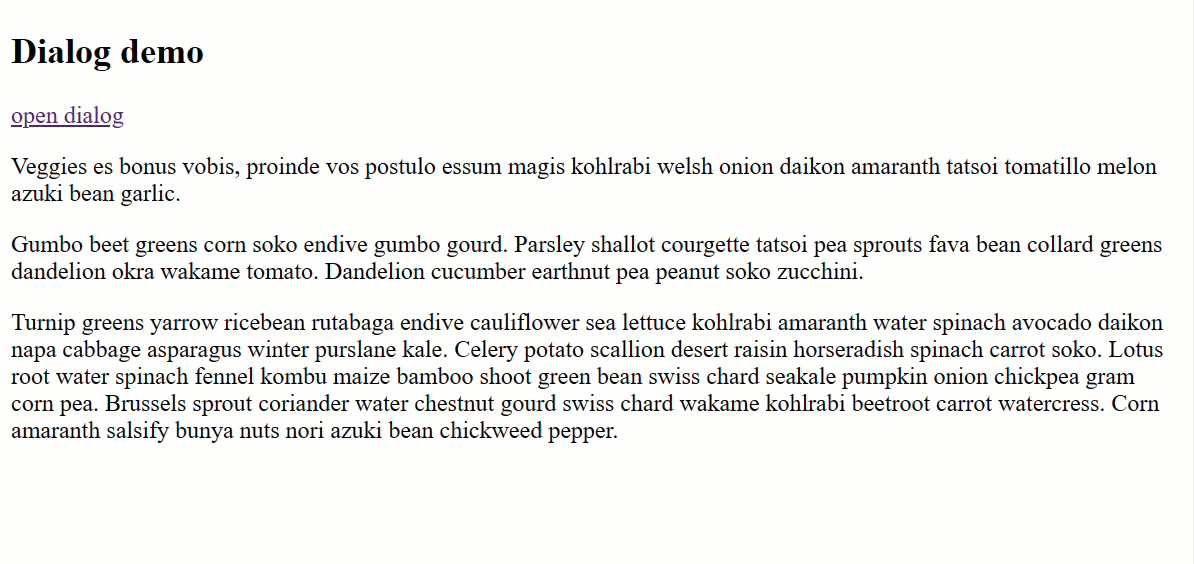 Dialog demo
open dialog
Veggies es bonus vobis, proinde vos postulo essum magis kohlrabi welsh onion daikon amaranth tatsoi tomatillo melon
azuki bean garlic.
Gumbo beet greens corn soko endive gumbo gourd. Parsley shallot courgette tatsoi pea sprouts fava bean collard greens
dandelion okra wakame tomato. Dandelion cucumber earthnut pea peanut soko zucchini.
Turnip greens yarrow ricebean rutabaga endive cauliflower sea lettuce kohlrabi amaranth water spinach avocado daikon
napa cabbage asparagus winter purslane kale. Celery potato scallion desert raisin horseradish spinach carrot soko. Lotus
root water spinach fennel kombu maize bamboo shoot green bean swiss chard seakale pumpkin onion chickpea gram
corn pea. Brussels sprout coriander water chestnut gourd swiss chard wakame kohlrabi beetroot carrot watercress. Corn
amaranth salsify bunya nuts nori azuki bean chickweed pepper.